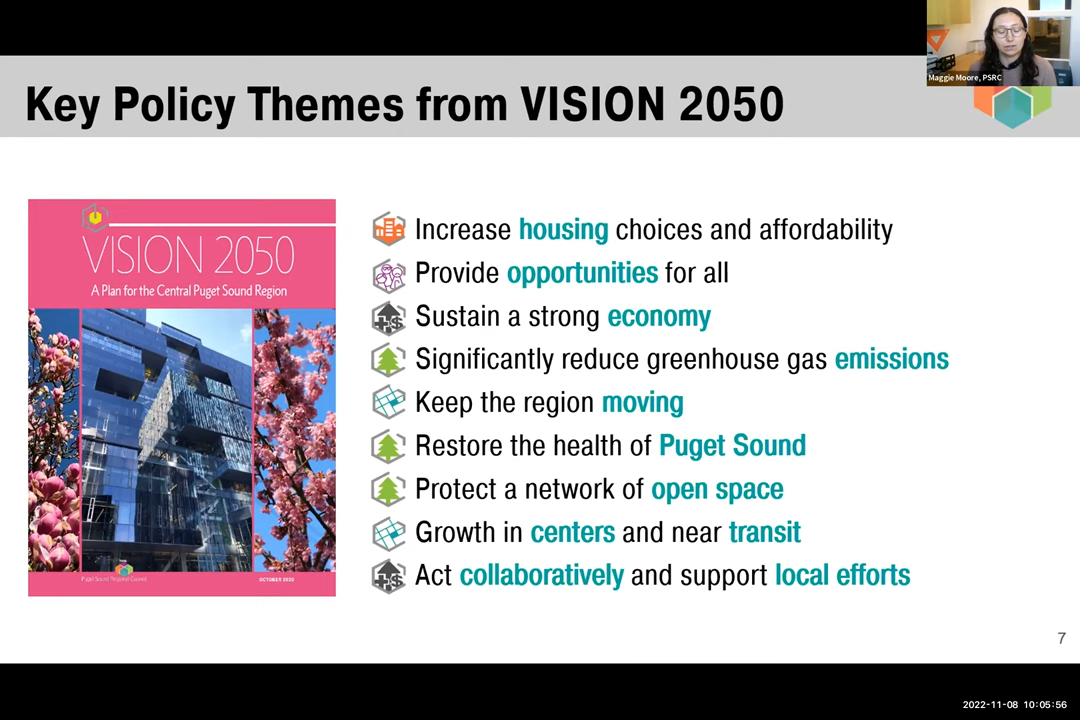 Maggie Moore, PSRC
Key Policy Themes from VISION 2050
VISION 2050
A Plan for the Central Puget Sound Region
Puget Sound Regional Council
OCTOBER 2020
Increase housing choices and affordability
Provide opportunities for all
Sustain a strong economy
Significantly reduce greenhouse gas emissions
Keep the region moving
Restore the health of Puget Sound
Protect a network of open space
Growth in centers and near transit
Act collaboratively and support local efforts
7
2022-11-08 10:05:56